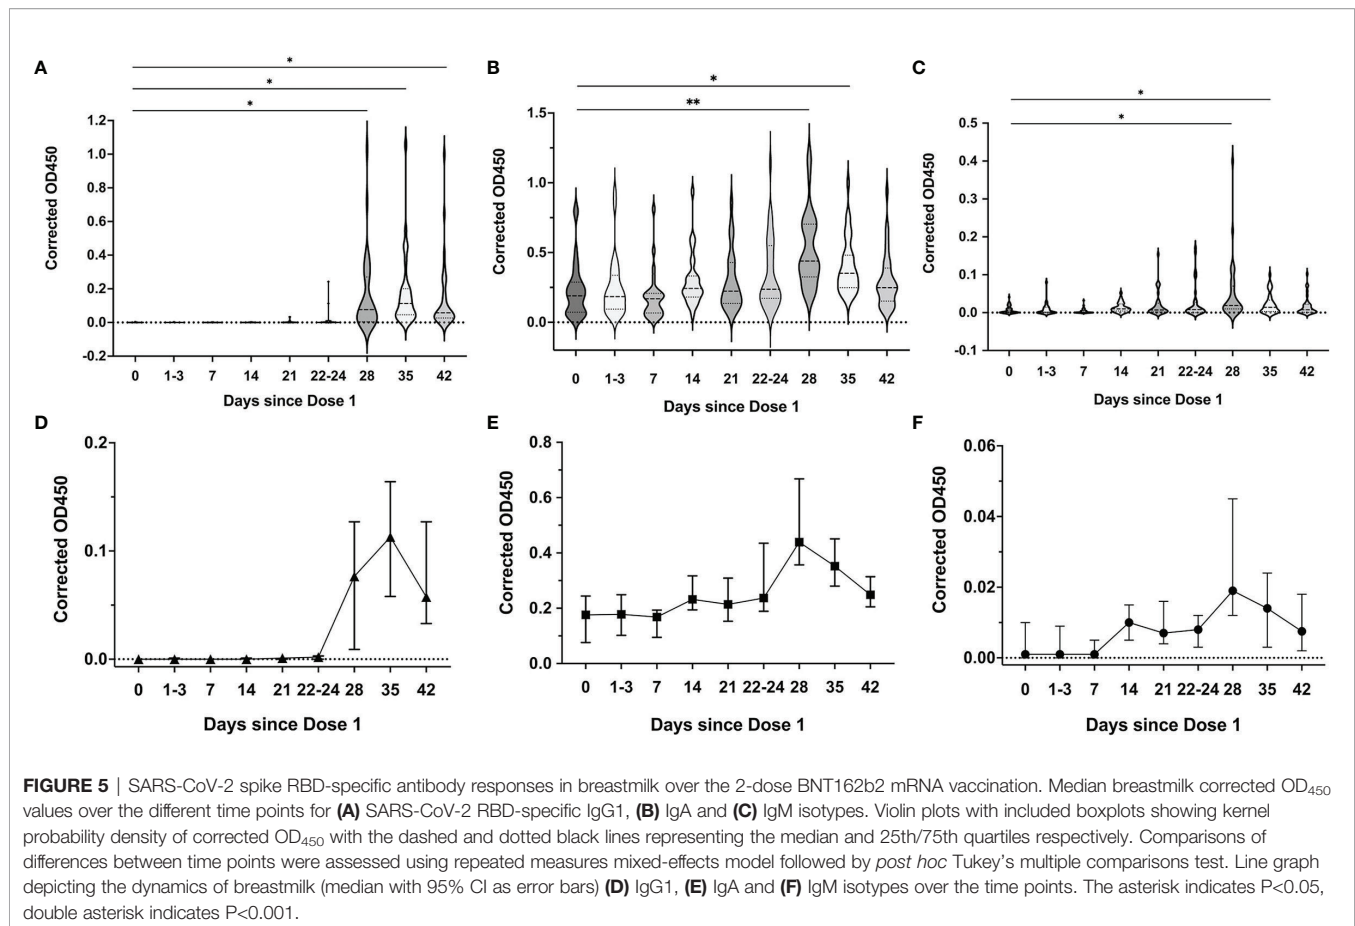 A
*
*
*
Corrected OD450
1.2
1.0
0.8
0.6
0.4
0.2
0.0
-0.2
0 1-3 7 14 21 22-24 28 35 42
Days since Dose 1
B
*
**
Corrected OD450
1.5
1.0
0.5
0.0
0 1-3 7 14 21 22-24 28 35 42
Days since Dose 1
C
*
*
Corrected OD450
0.5
0.4
0.3
0.2
0.1
0.0
-0.1
0 1-3 7 14 21 22-24 28 35 42
Days since Dose 1
D
Corrected OD450
0.2
0.1
0.0
0 1-3 7 14 21 22-24 28 35 42
Days since Dose 1
E
Corrected OD450
0.8
0.6
0.4
0.2
0.0
0 1-3 7 14 21 22-24 28 35 42
Days since Dose 1
F
Corrected OD450
0.06
0.04
0.02
0.00
0 1-3 7 14 21 22-24 28 35 42
Days since Dose 1
FIGURE 5 | SARS-CoV-2 spike RBD-specific antibody responses in breastmilk over the 2-dose BNT162b2 mRNA vaccination. Median breastmilk corrected OD450
values over the different time points for (A) SARS-CoV-2 RBD-specific IgG1, (B) IgA and (C) IgM isotypes. Violin plots with included boxplots showing kernel
probability density of corrected OD450 with the dashed and dotted black lines representing the median and 25th/75th quartiles respectively. Comparisons of
differences between time points were assessed using repeated measures mixed-effects model followed by post hoc Tukey's multiple comparisons test. Line graph
depicting the dynamics of breastmilk (median with 95% CI as error bars) (D) IgG1, (E) IgA and (F) IgM isotypes over the time points. The asterisk indicates P<0.05,
double asterisk indicates P<0.001.